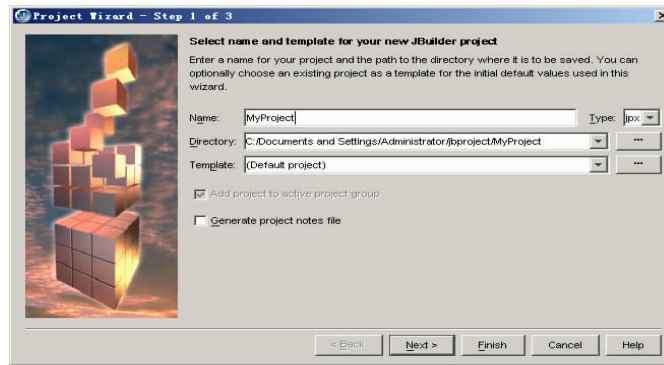 Project Wizard - Step 1 of 3
Select name and template for your new JBuilder project
Enter a name for your project and the path to the directory where it is to be saved. You can
optionally choose an existing project as a template for the initial default values used in this
wizard.
Name: MyProject Type: jpx
Directory: C:/Documents and Settings/Administrator/jbproject/MyProject ...
Template: (Default project) ...
Add project to active project group
Generate project notes file
< Back Next > Finish Cancel Help